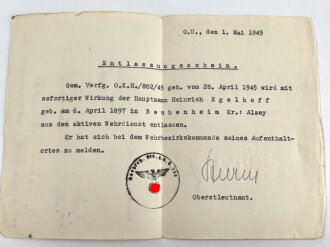 O.U., den 1. Mai 1945
Entlassungsschein.
Gem. Verfg. O.K.H./882/45 geh. vom 28. April 1945 wird mit
sofortiger Wirkung der Hauptmann Heinrich Egelhoff
geb. am 6. April 1897 in Bechenheim Kr.: Alzey
aus dem aktiven Wehrdienst entlassen.
Er hat sich bei dem Wehrbezirkskommando seines Aufenthalt-
ortes zu melden.
Oberstleutnant.